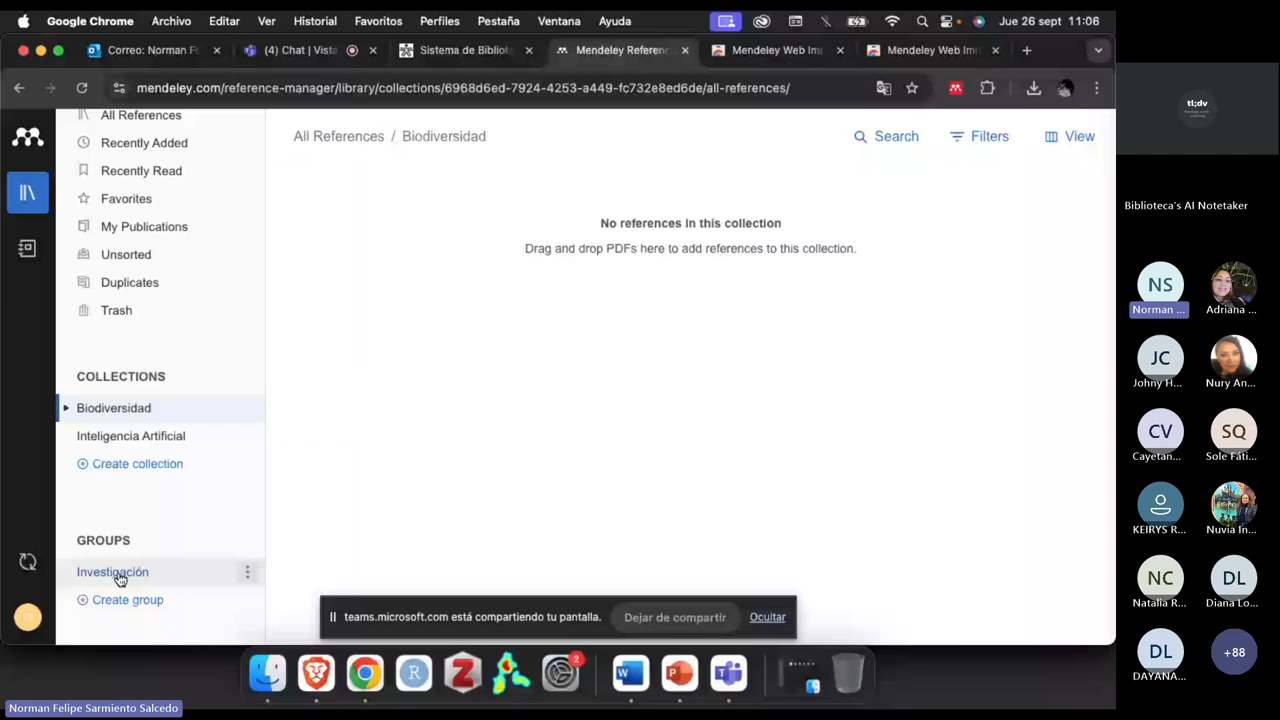 Google Chrome Archivo Editar Ver Historial Favoritos Perfiles Pestaña Ventana Ayuda Jue 26 sept 11:06
Correo: Norman F (4) Chat | Vist Sistema de Bibliot Mendeley Referen Mendeley Web Im Mendeley Web Im
mendeley.com/reference-manager/library/collections/6968d6ed-7924-4253-a449-fc732e8ed6de/all-references/
All References
Recently Added
Recently Read
Favorites
My Publications
Unsorted
Duplicates
Trash
COLLECTIONS
Biodiversidad
Inteligencia Artificial
Create collection
GROUPS
Investigación
Create group
All References / Biodiversidad
Search Filters View
No references in this collection
Drag and drop PDFs here to add references to this collection.
teams.microsoft.com está compartiendo tu pantalla. Dejar de compartir Ocultar
2
Norman Felipe Sarmiento Salcedo
tl;dv
Biblioteca's AI Notetaker
NS
Norman ... Adriana ...
JC
Johny H... Nury An...
CV SQ
Cayetan... Sole Fáti...
KEIRYS R... Nuvia In...
NC DL
Natalia R... Diana Lo...
DL +88
DAYANA...